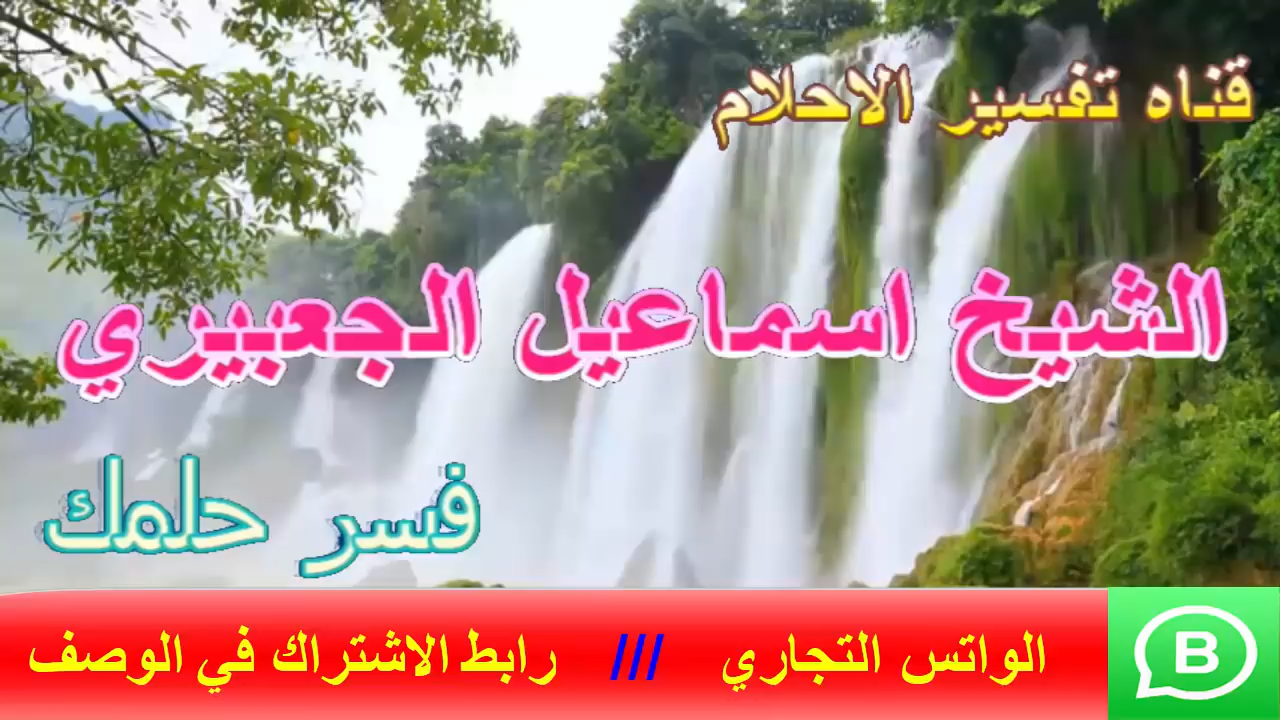 قناه تفسير الاحلام
الشيخ اسماعيل الجعبيري
فسر حلمك
الواتس التجاري /// رابط الاشتراك في الوصف
B